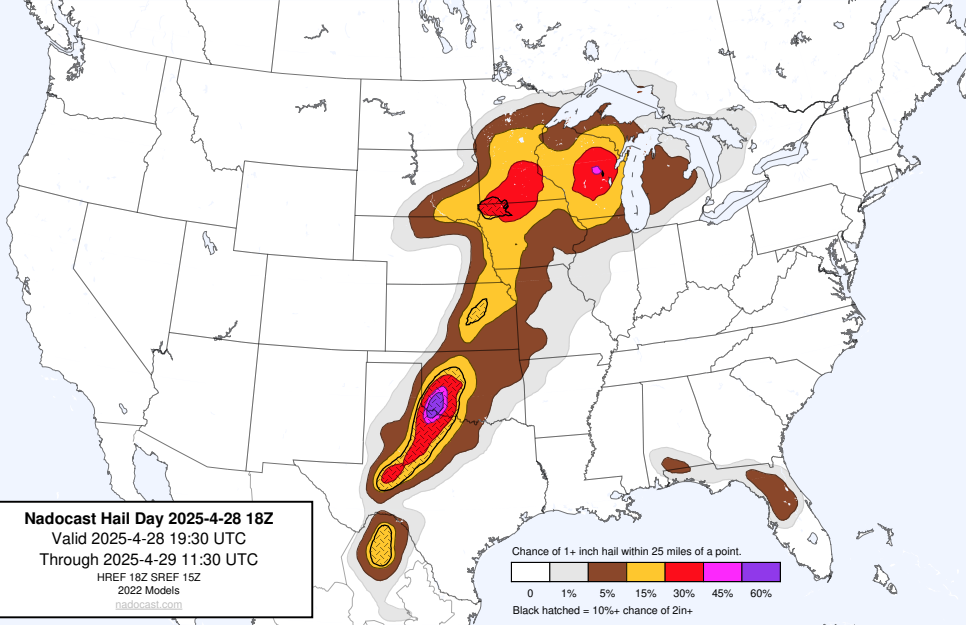 Nadocast Hail Day 2025-4-28 18Z
Valid 2025-4-28 19:30 UTC
Through 2025-4-29 11:30 UTC
HREF 18Z SREF 15Z
2022 Models
nadocast.com
Chance of 1+ inch hail within 25 miles of a point.
0 1% 5% 15% 30% 45% 60%
Black hatched = 10%+ chance of 2in+